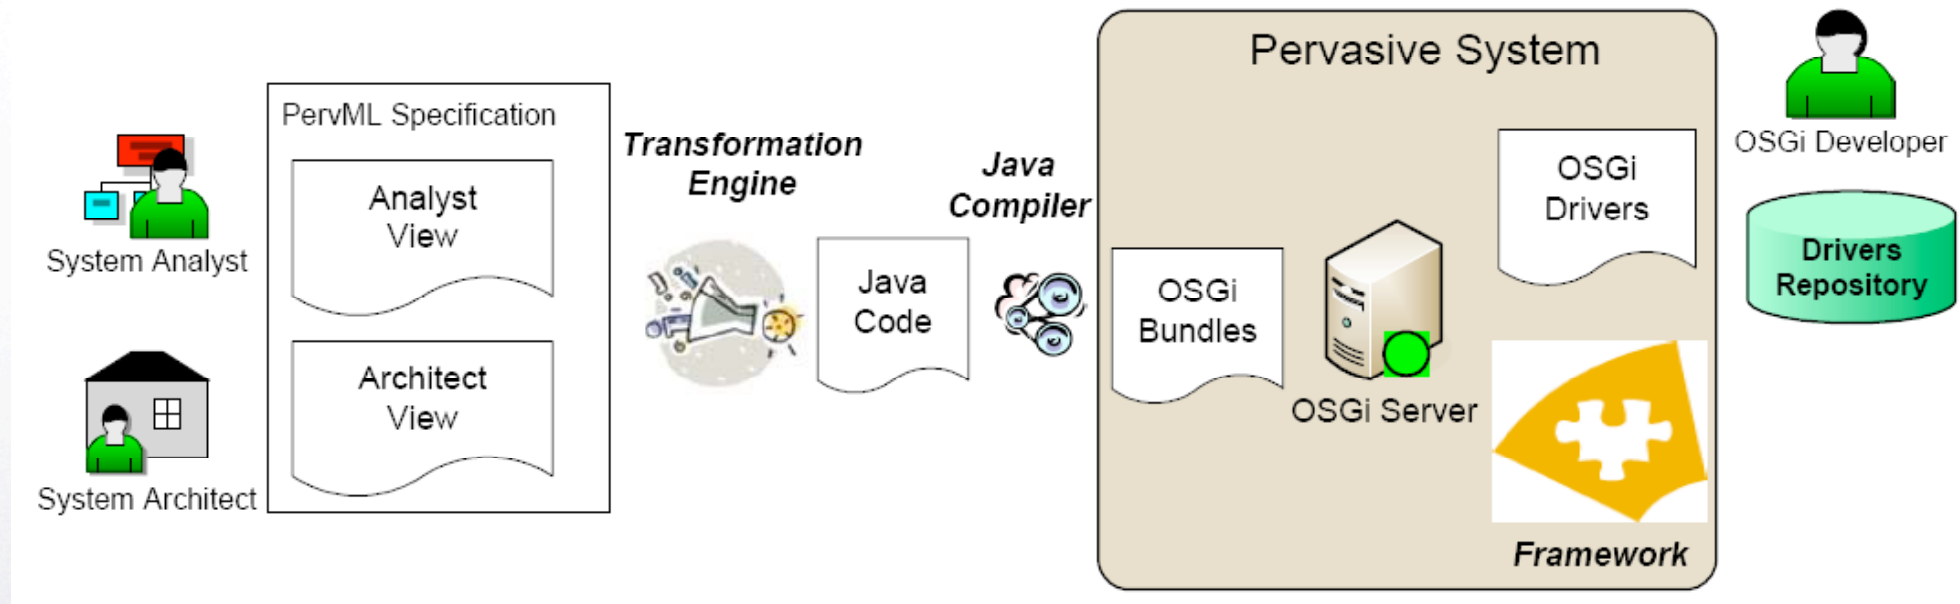 Pervasive System
PervML Specification
Analyst
View
Architect
View
System Analyst
System Architect
Transformation
Engine
Java
Code
Java
Compiler
OSGi
Bundles
OSGi Server
OSGi
Drivers
Framework
OSGi Developer
Drivers
Repository